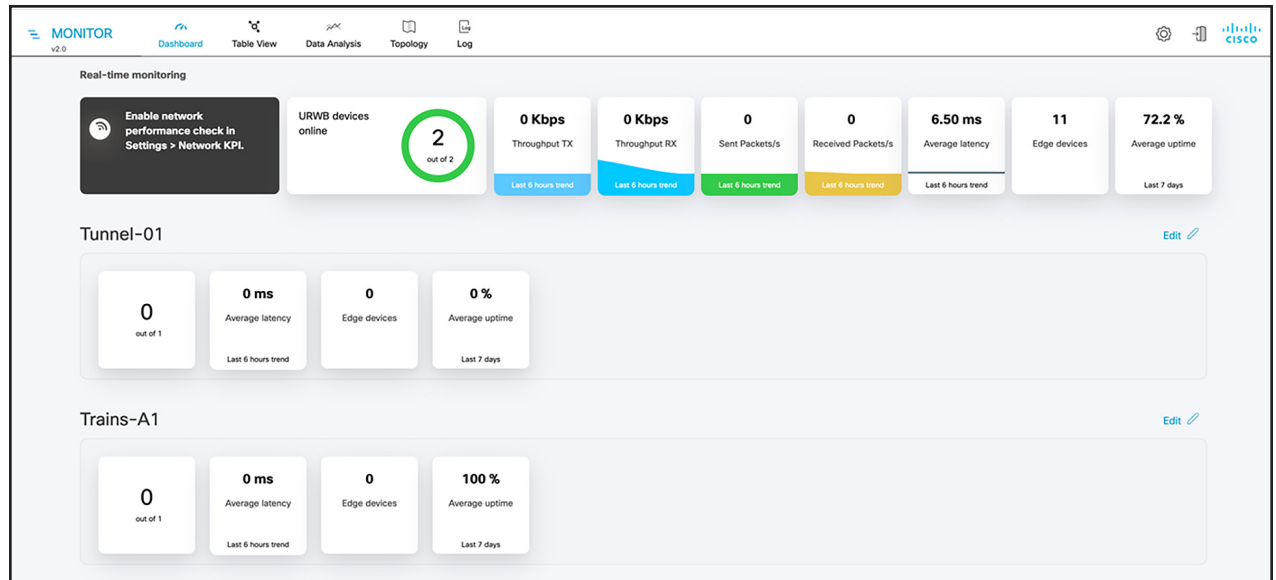 MONITOR
v2.0
Dashboard
Table View
Data Analysis
Topology
Log
Log
CISCO
Real-time monitoring
Enable network
performance check in
Settings > Network KPI.
URWB devices
online
2
out of 2
0 Kbps
Throughput TX
Last 6 hours trend
0 Kbps
Throughput RX
Last 6 hours trend
0
Sent Packets/s
Last 6 hours trend
0
Received Packets/s
Last 6 hours trend
6.50 ms
Average latency
Last 6 hours trend
11
Edge devices
72.2 %
Average uptime
Last 7 days
Tunnel-01
Edit
0
out of 1
0 ms
Average latency
Last 6 hours trend
0
Edge devices
0 %
Average uptime
Last 7 days
Trains-A1
Edit
0
out of 1
0 ms
Average latency
Last 6 hours trend
0
Edge devices
100 %
Average uptime
Last 7 days